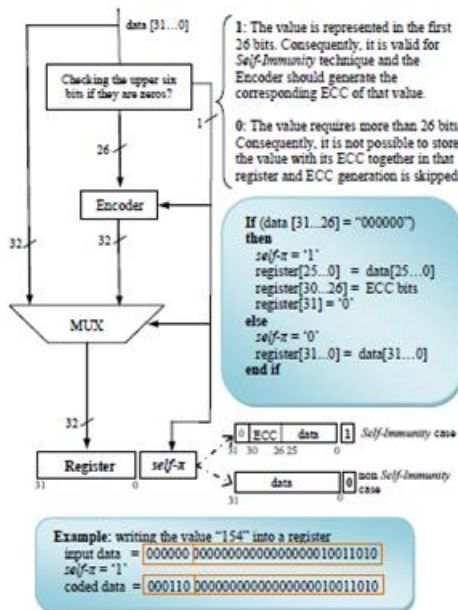 data [31…0]
Checking the upper six
bits if they are zeros?
1
26
Encoder
32
32
MUX
32
Register
self-π
31
0
1: The value is represented in the first
26 bits. Consequently, it is valid for
Self-Immunity technique and the
Encoder should generate the
corresponding ECC of that value.
0: The value requires more than 26 bits.
Consequently, it is not possible to store
the value with its ECC together in that
register and ECC generation is skipped.
If (data [31...26] = “000000”)
then
self-π = ‘1’
register[25...0] = data[25…0]
register[30...26] = ECC bits
register[31] = ‘0’
else
self-π = ‘0’
register[31...0] = data[31…0]
end if
0 ECC data 1 Self-Immunity case
31 30 26 25 0
data 0 non Self-Immunity
case
31 0
Example: writing the value “154” into a register
input data = 000000 00000000000000000010011010
self-π = ‘1’
coded data = 000110 00000000000000000010011010